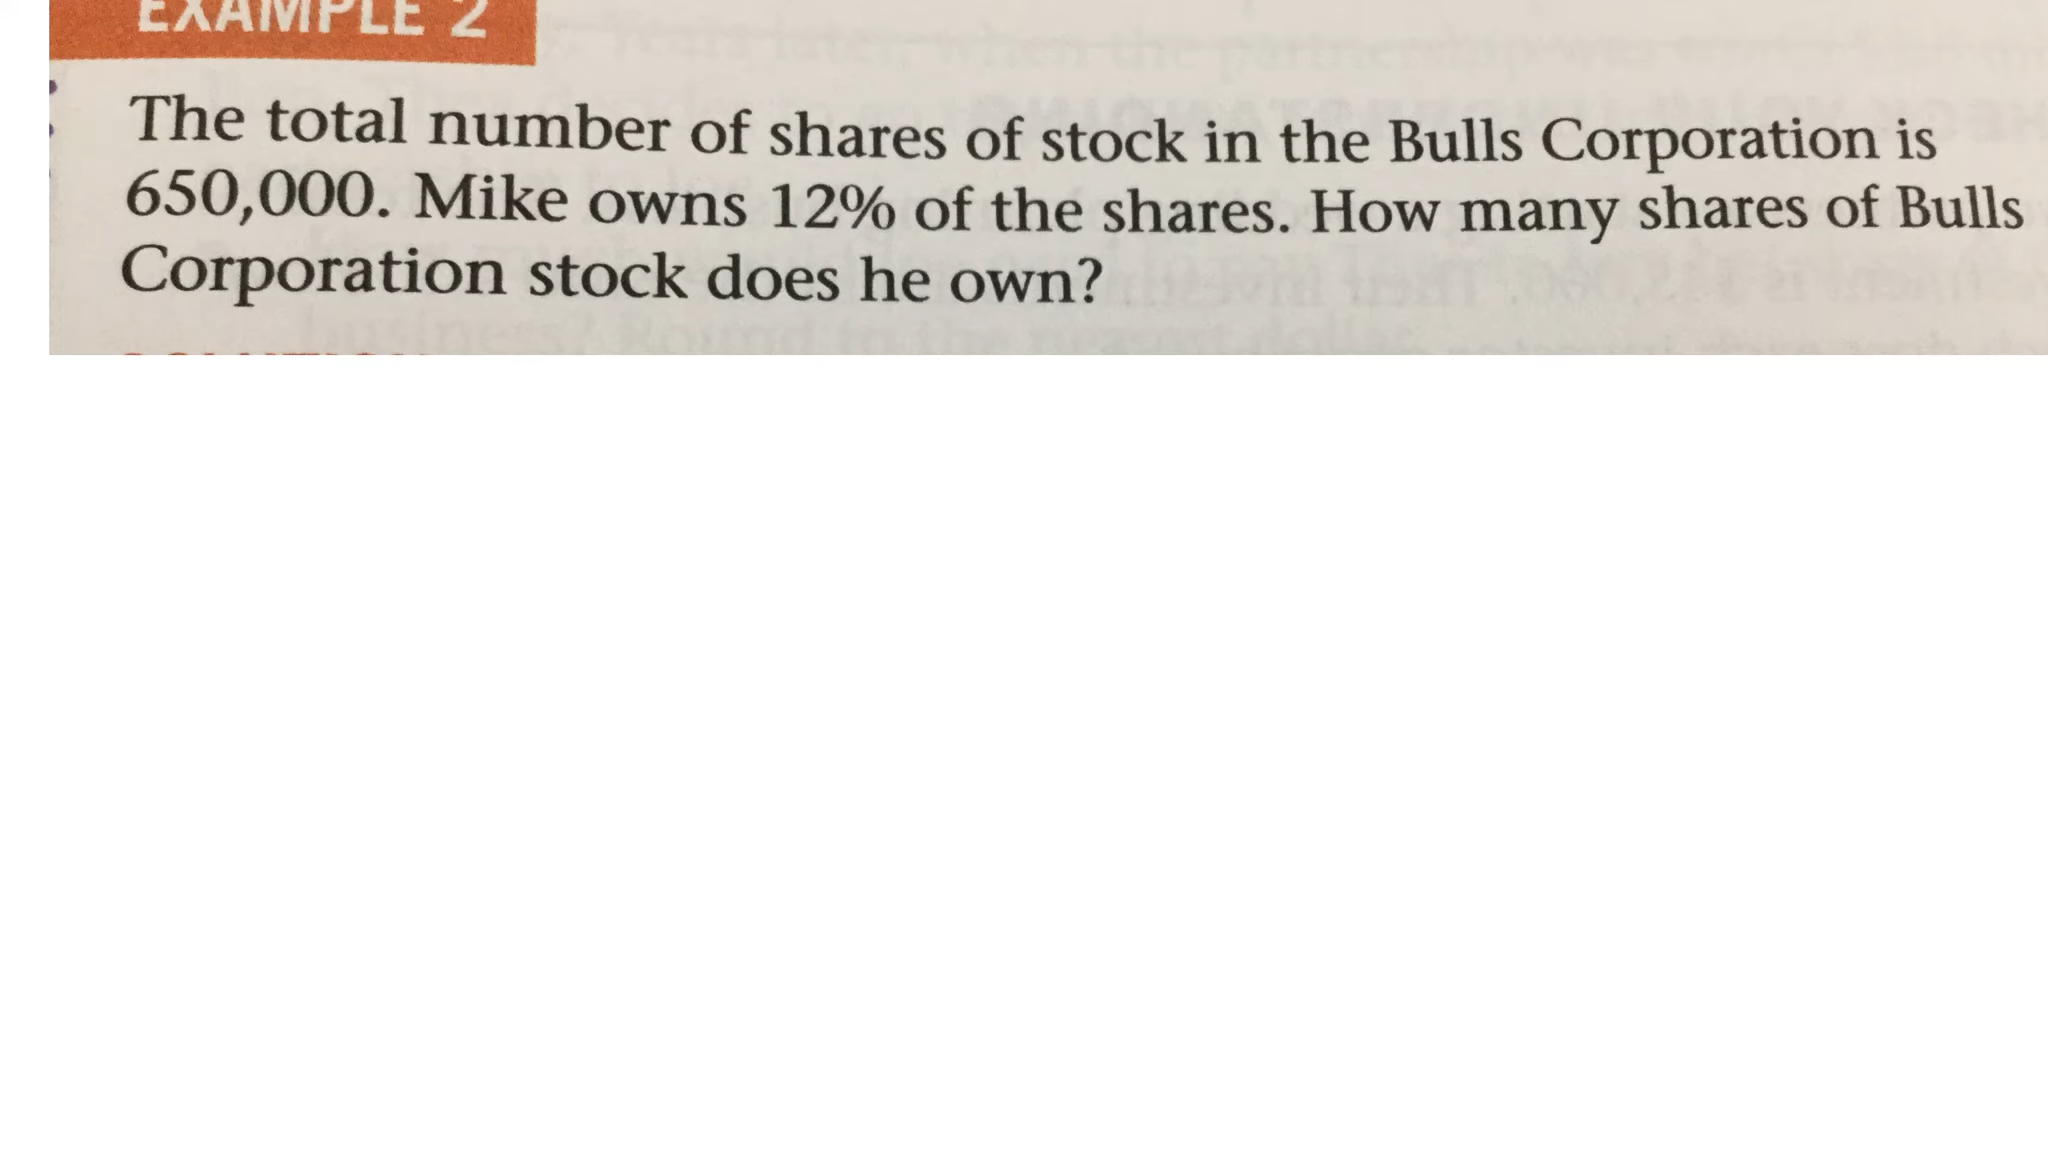 EXAMPLE 2
The total number of shares of stock in the Bulls Corporation is
650,000. Mike owns 12% of the shares. How many shares of Bulls
Corporation stock does he own?